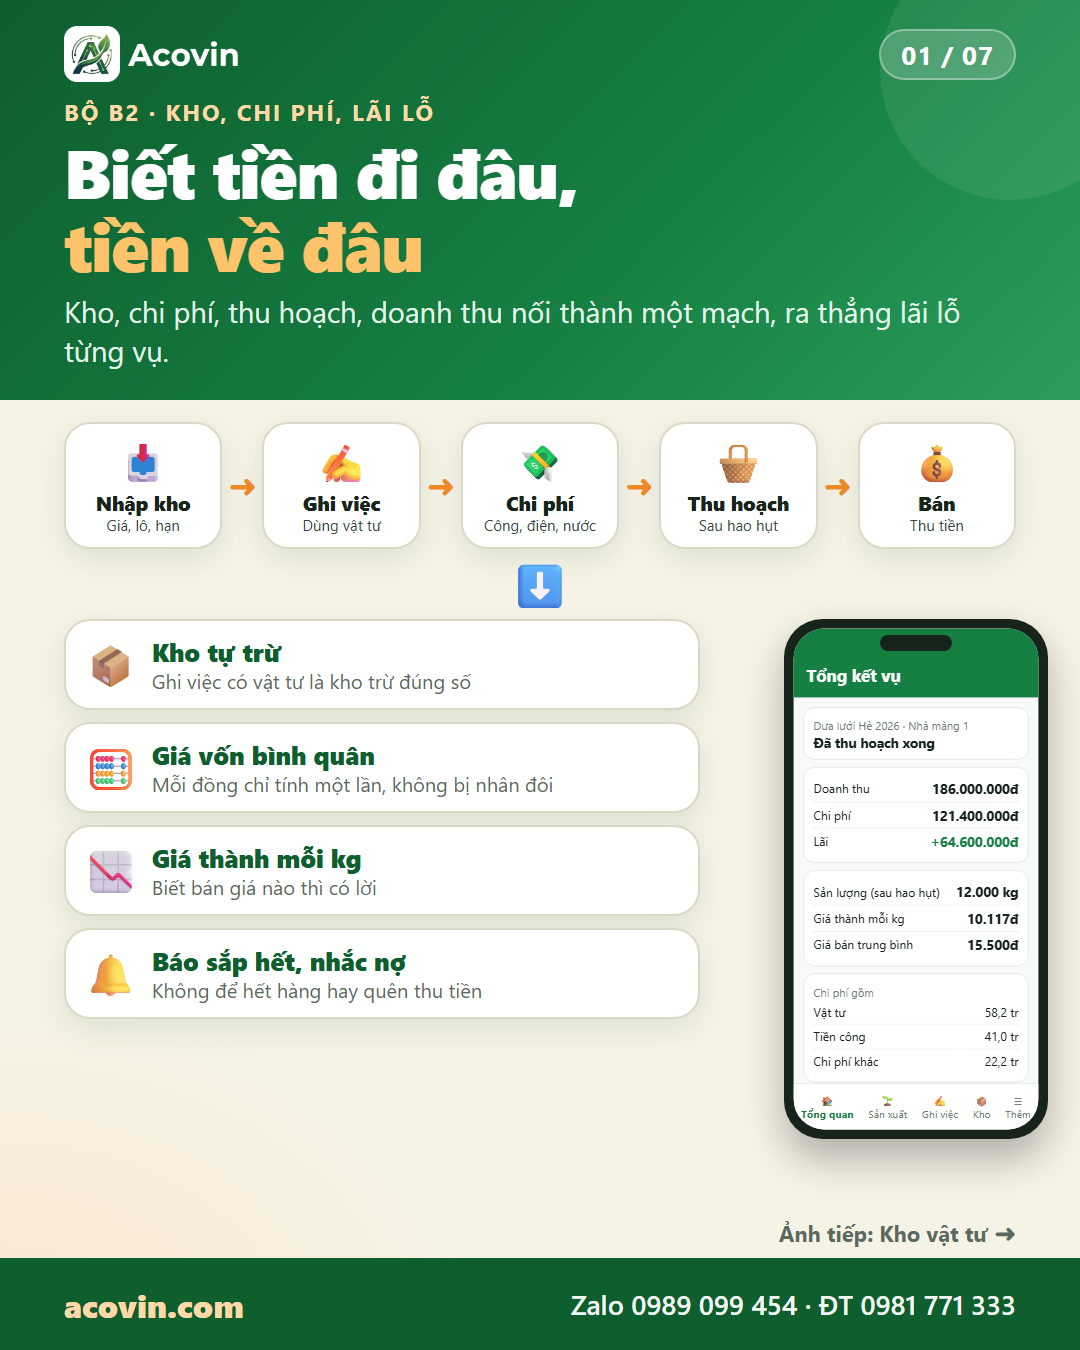 Acovin
01 / 07
BỘ B2 · KHO, CHI PHÍ, LÃI LỖ
Biết tiền đi đâu,
tiền về đâu
Kho, chi phí, thu hoạch, doanh thu nối thành một mạch, ra thẳng lãi lỗ
từng vụ.
Nhập kho
Giá, lô, hạn
Ghi việc
Dùng vật tư
Chi phí
Công, điện, nước
Thu hoạch
Sau hao hụt
Bán
Thu tiền
Kho tự trừ
Ghi việc có vật tư là kho trừ đúng số
Giá vốn bình quân
Mỗi đồng chỉ tính một lần, không bị nhân đôi
Giá thành mỗi kg
Biết bán giá nào thì có lời
Báo sắp hết, nhắc nợ
Không để hết hàng hay quên thu tiền
Tổng kết vụ
Dưa lưới Hè 2026 · Nhà màng 1
Đã thu hoạch xong
Doanh thu 186.000.000đ
Chi phí 121.400.000đ
Lãi +64.600.000đ
Sản lượng (sau hao hụt) 12.000 kg
Giá thành mỗi kg 10.117đ
Giá bán trung bình 15.500đ
Chi phí gồm
Vật tư 58,2 tr
Tiền công 41,0 tr
Chi phí khác 22,2 tr
Tổng quan Sản xuất Ghi việc Kho Thêm
Ảnh tiếp: Kho vật tư ➜
acovin.com
Zalo 0989 099 454 · ĐT 0981 771 333